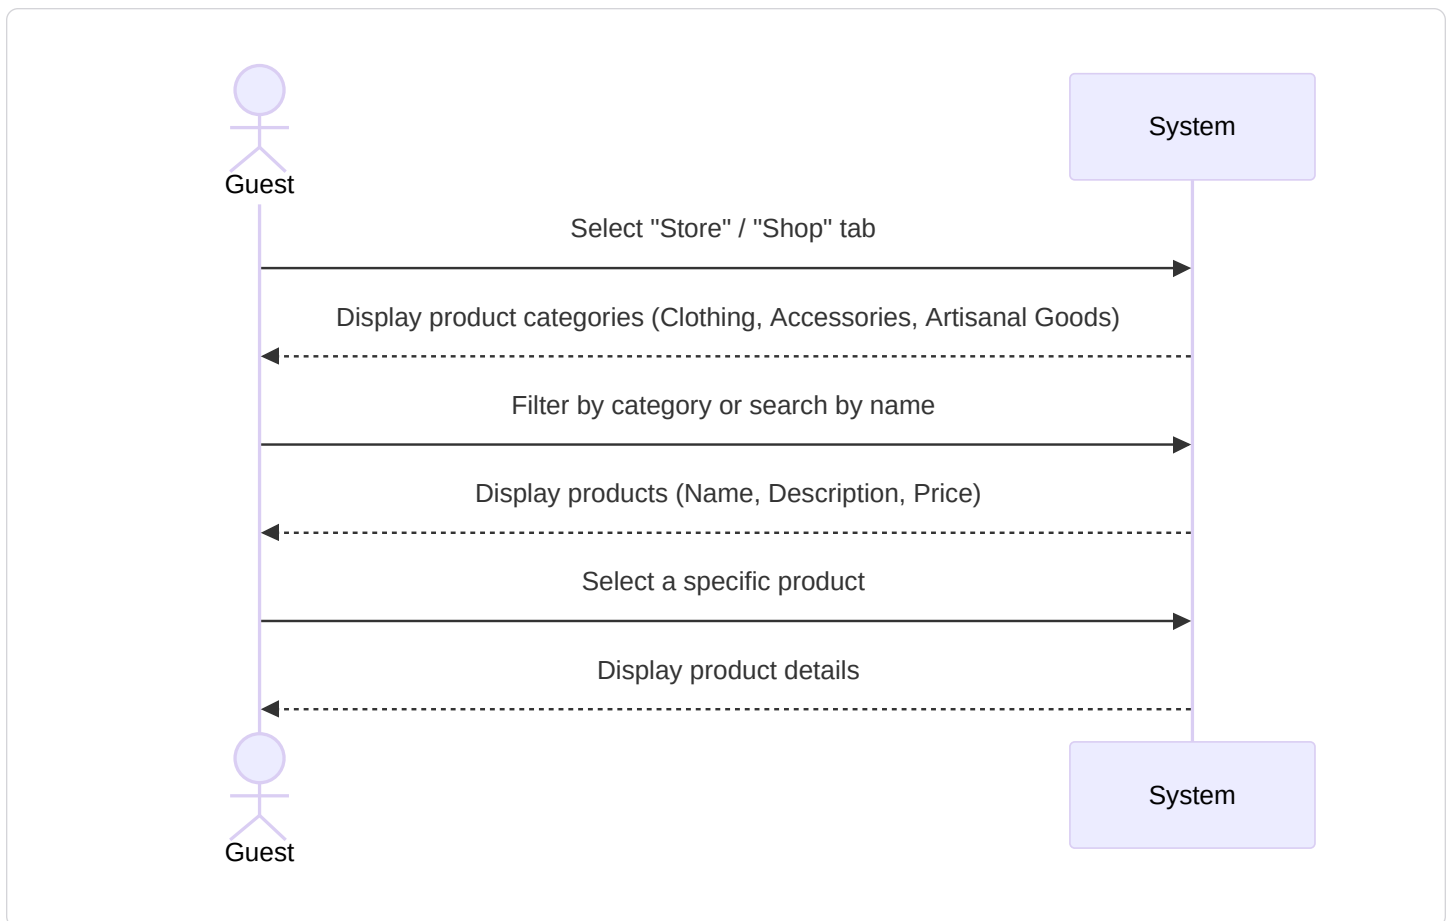 Guest
System
Select "Store" / "Shop" tab
Display product categories (Clothing, Accessories, Artisanal Goods)
Filter by category or search by name
Display products (Name, Description, Price)
Select a specific product
Display product details
Guest
System